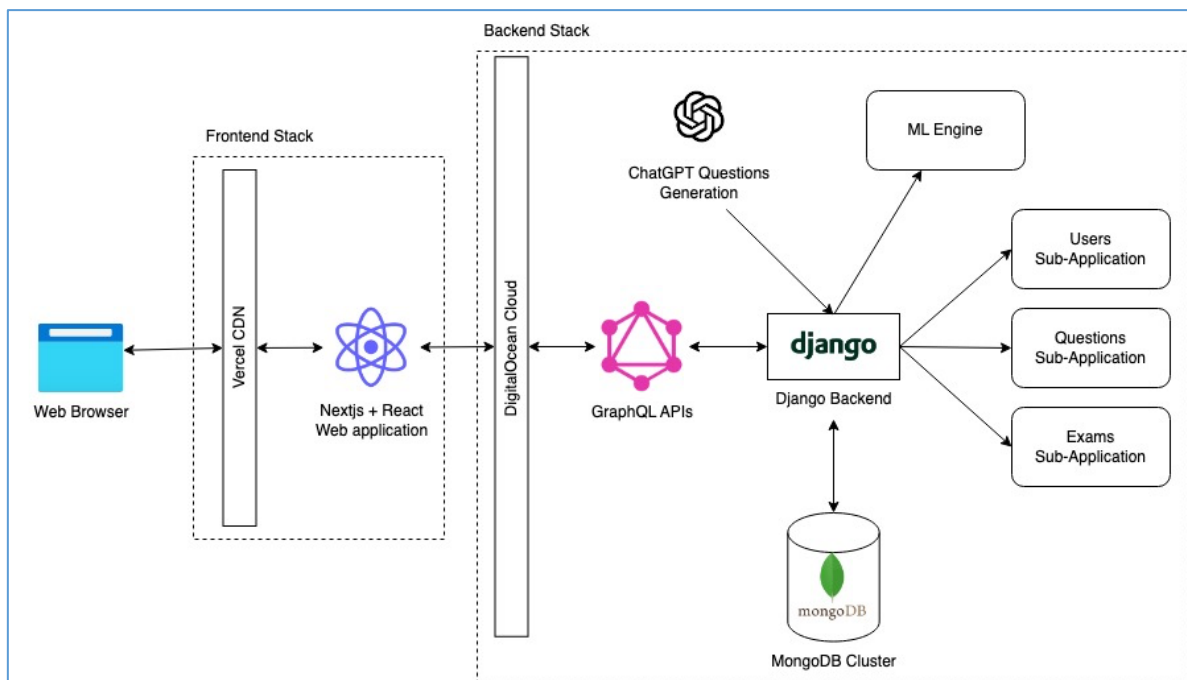 Backend Stack
Frontend Stack
ChatGPT Questions
Generation
ML Engine
Users
Sub-Application
Questions
Sub-Application
Exams
Sub-Application
Web Browser
Vercel CDN
Nextjs + React
Web application
DigitalOcean Cloud
GraphQL APIs
django
Django Backend
mongoDB
MongoDB Cluster